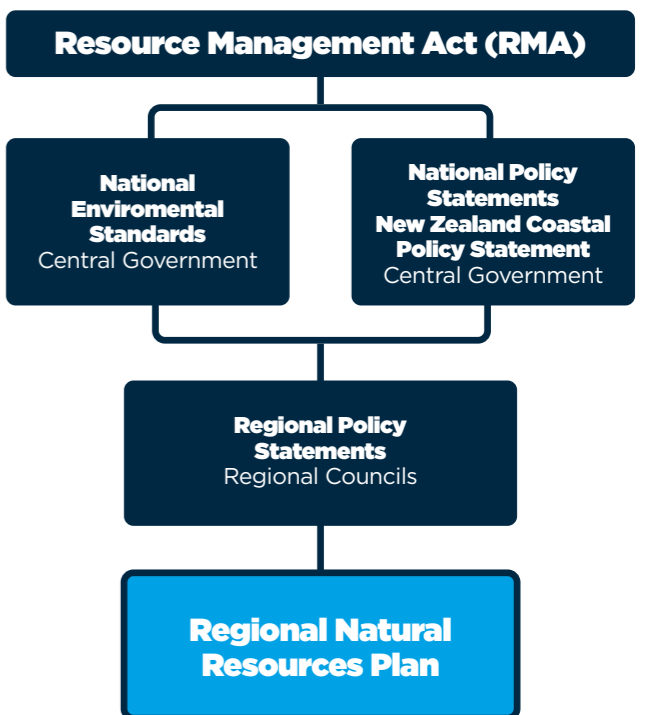 Resource Management Act (RMA)
National
Enviromental
Standards
Central Government
National Policy
Statements
New Zealand Coastal
Policy Statement
Central Government
Regional Policy
Statements
Regional Councils
Regional Natural
Resources Plan